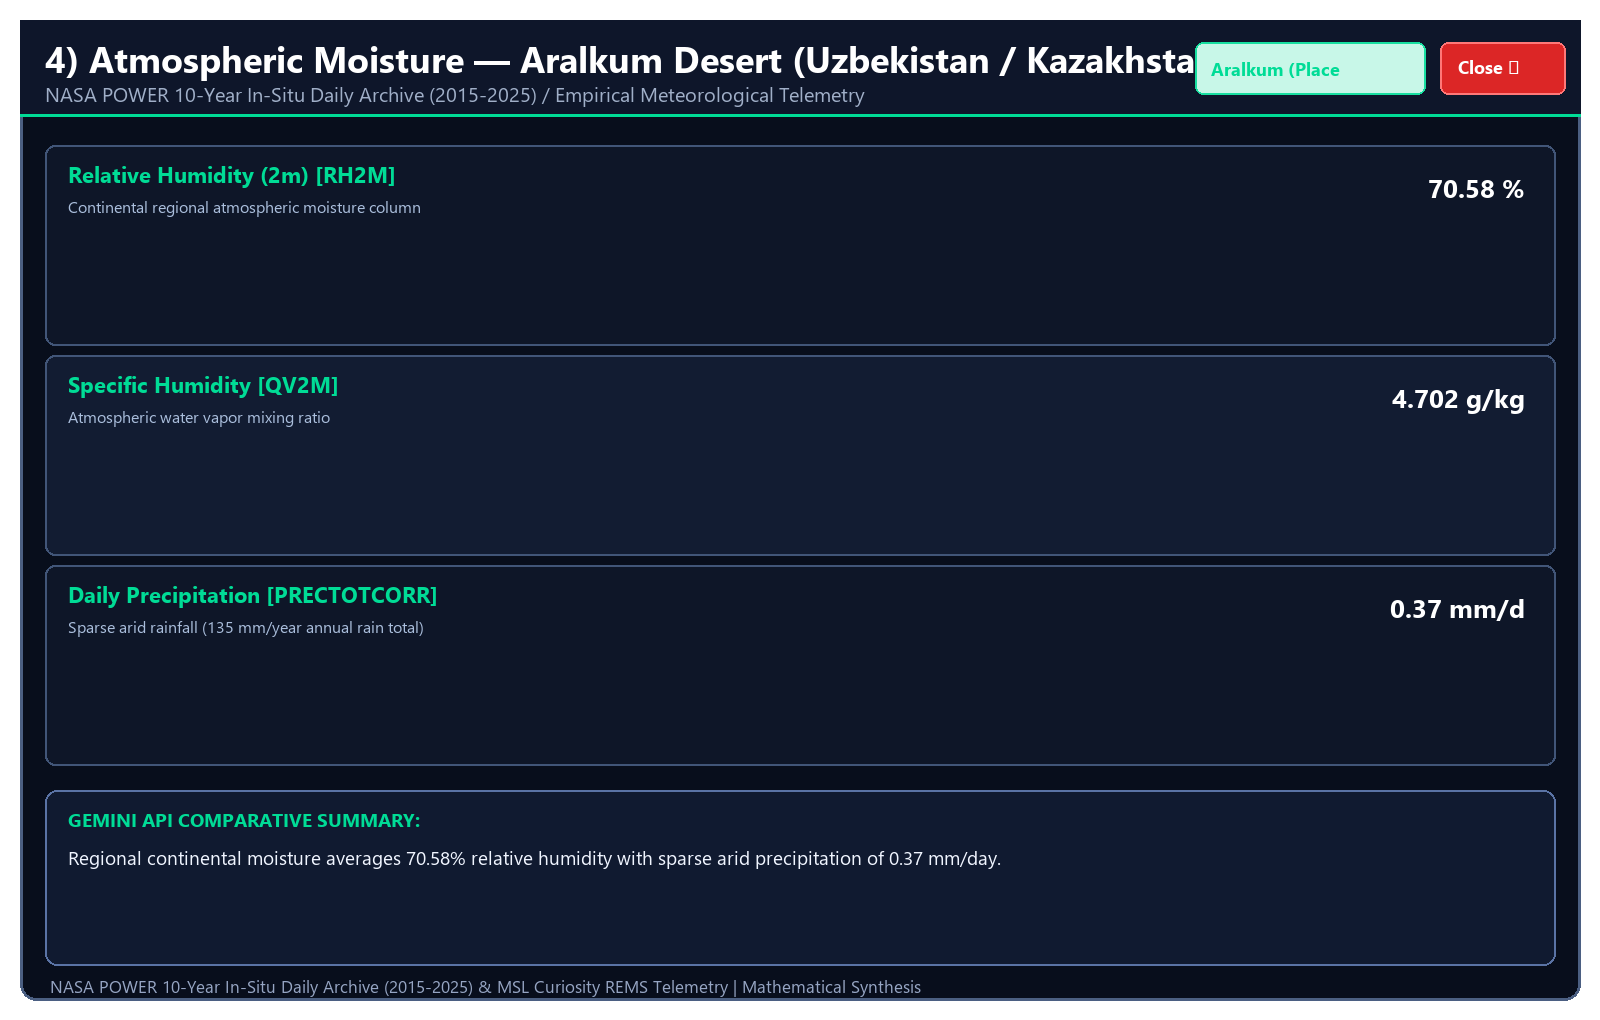 4) Atmospheric Moisture — Aralkum Desert (Uzbekistan / Kazakhsta
Aralkum (Place
Close
NASA POWER 10-Year In-Situ Daily Archive (2015-2025) / Empirical Meteorological Telemetry
Relative Humidity (2m) [RH2M]
70.58 %
Continental regional atmospheric moisture column
Specific Humidity [QV2M]
4.702 g/kg
Atmospheric water vapor mixing ratio
Daily Precipitation [PRECTOTCORR]
0.37 mm/d
Sparse arid rainfall (135 mm/year annual rain total)
GEMINI API COMPARATIVE SUMMARY:
Regional continental moisture averages 70.58% relative humidity with sparse arid precipitation of 0.37 mm/day.
NASA POWER 10-Year In-Situ Daily Archive (2015-2025) & MSL Curiosity REMS Telemetry | Mathematical Synthesis